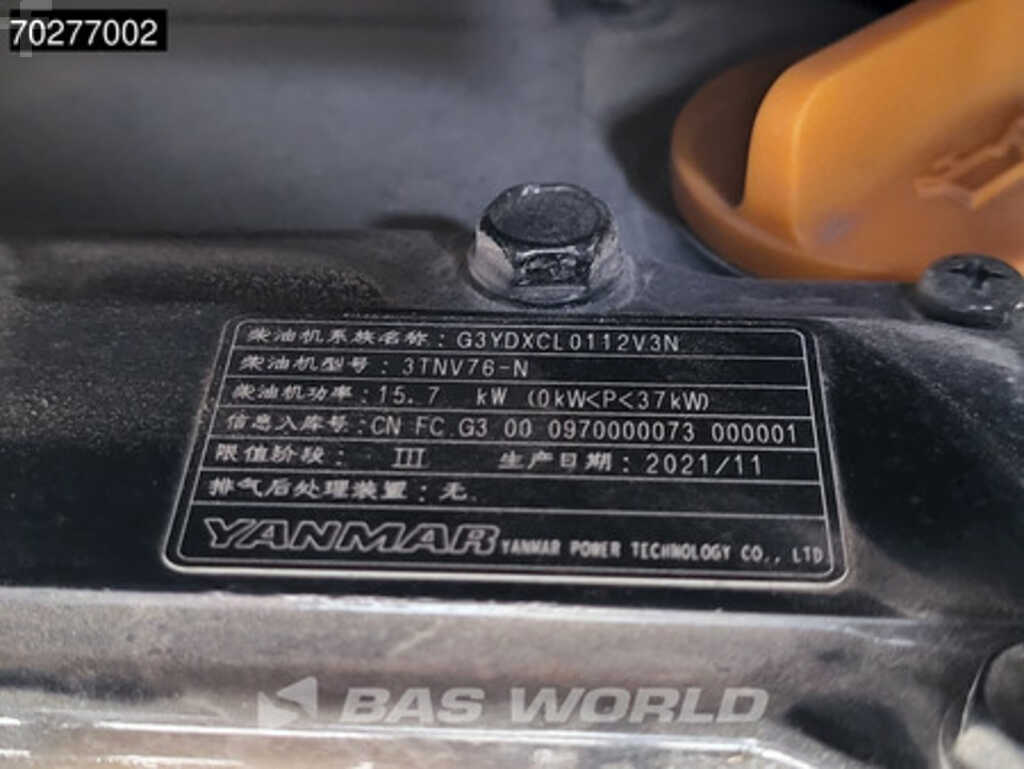 70277002
柴油机系族名称：G3YDXCL0112V3N
柴油机型号：3TNV76-N
柴油机功率：15.7 kW (0kW<P<37kW)
信息入库号：CN FC G3 00 0970000073 000001
限值阶段： III 生产日期：2021/11
排气后处理装置：无
YANMAR YANMAR POWER TECHNOLOGY CO., LTD
BAS WORLD